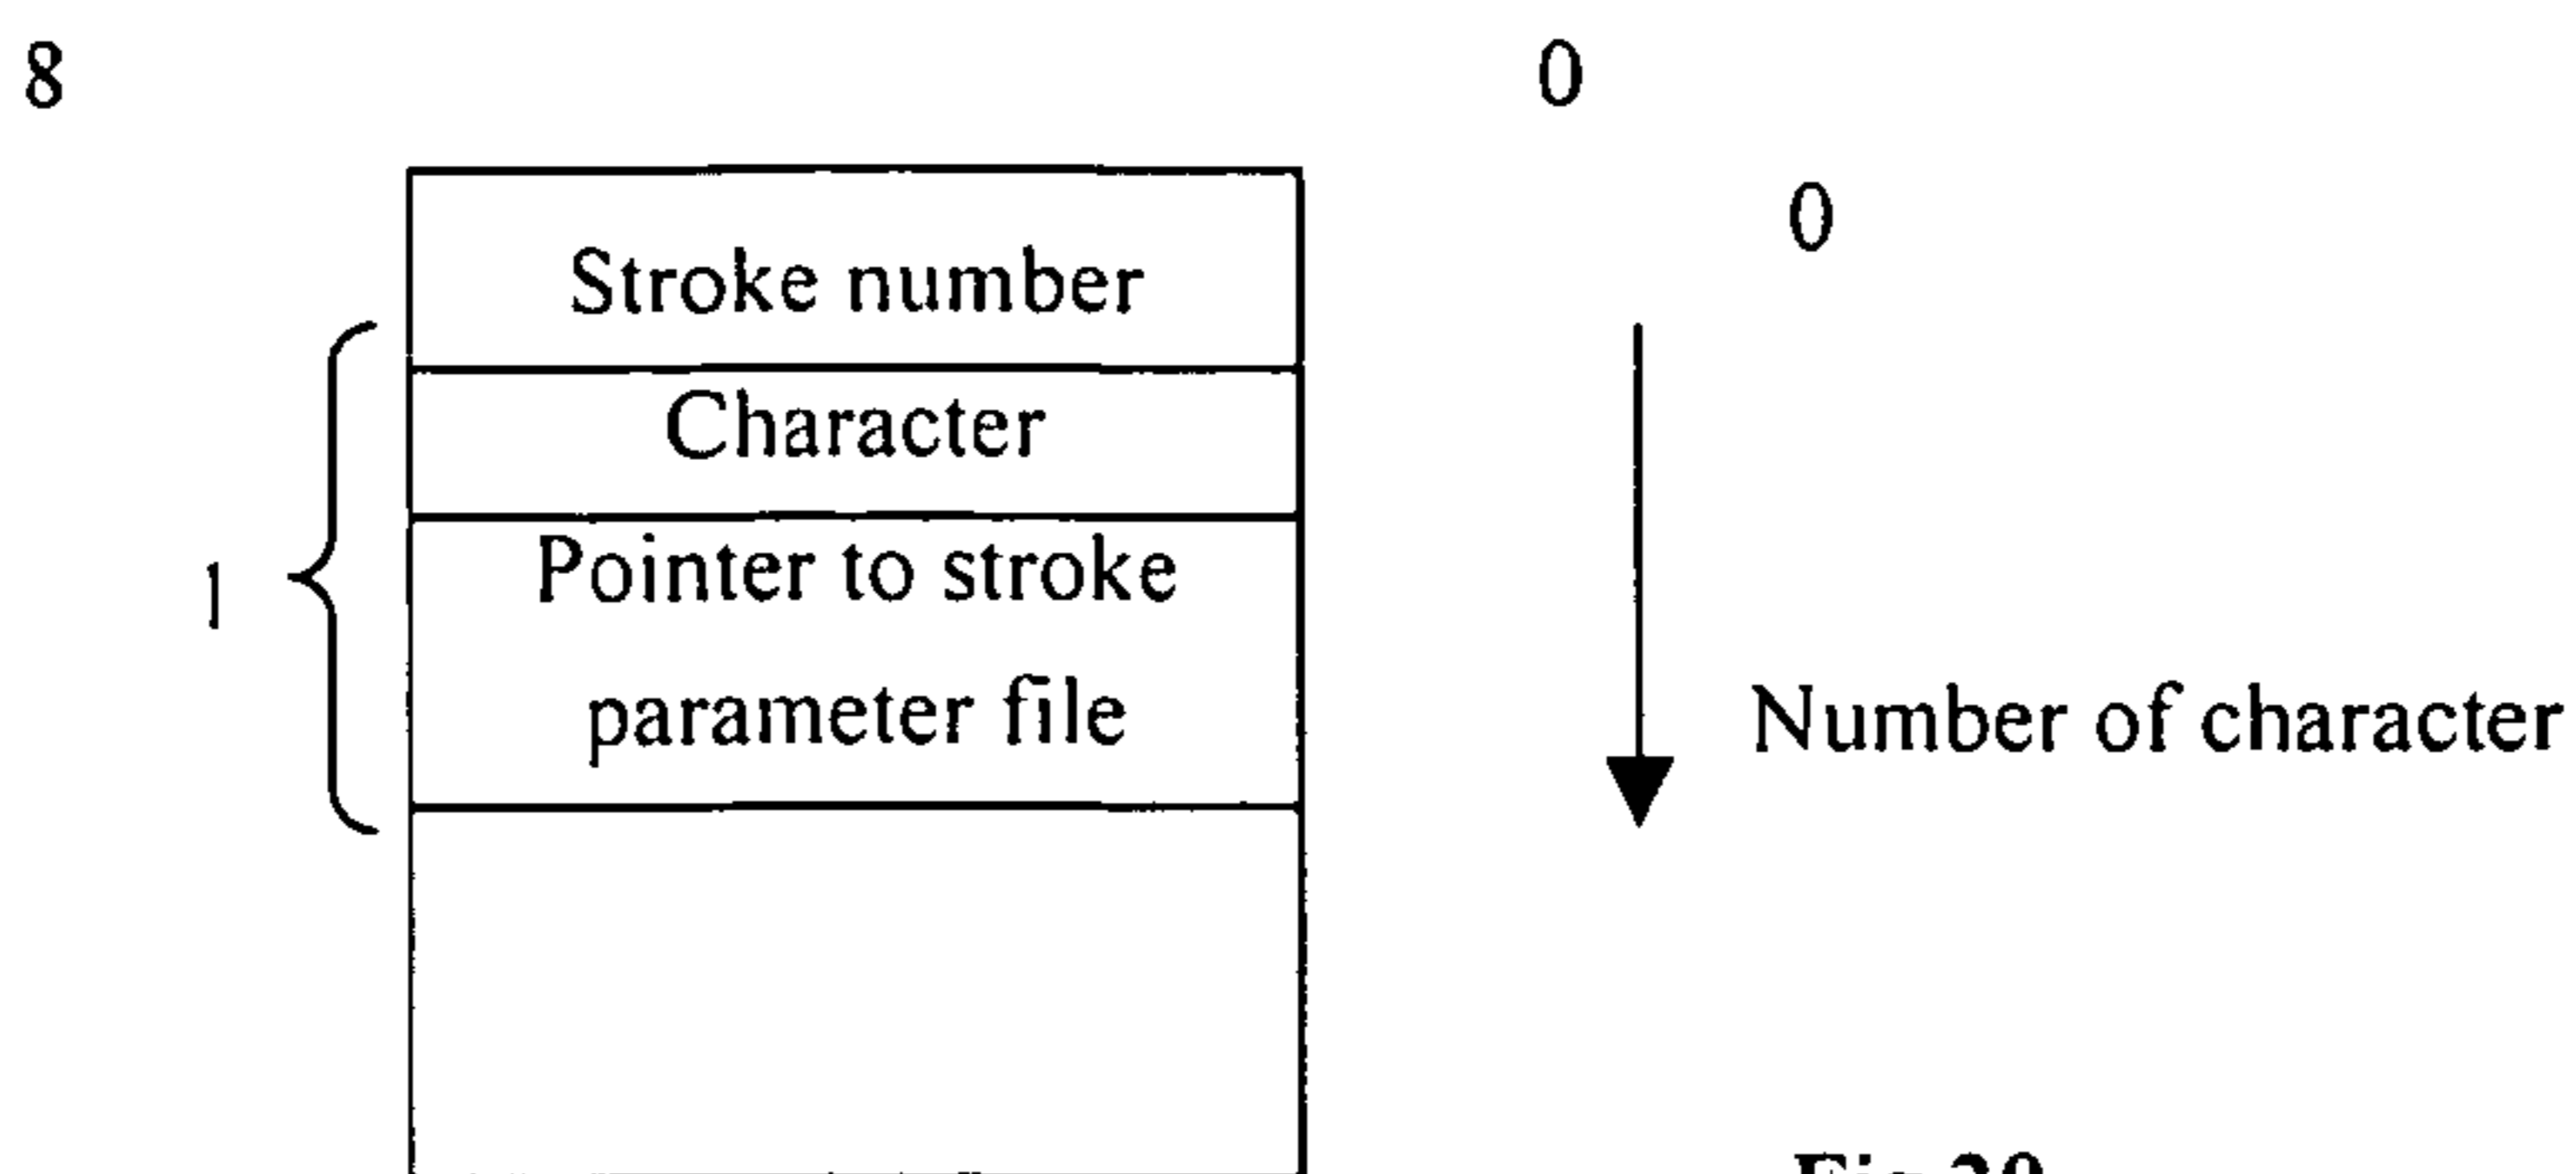 8 0
0
Stroke number
Character
1
Pointer to stroke
parameter file
Number of character